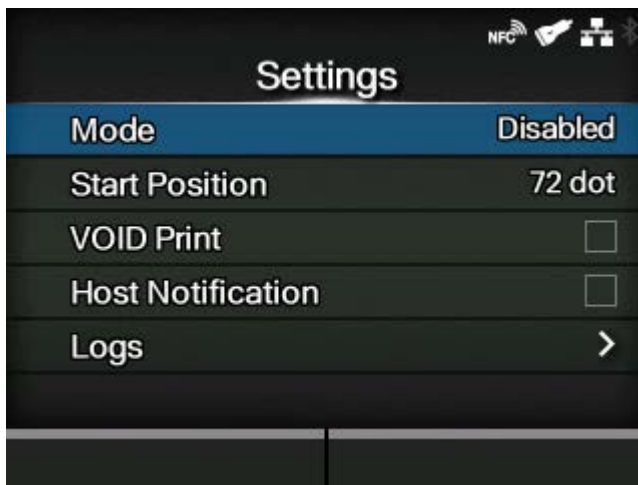 NFC
Settings
Mode Disabled
Start Position 72 dot
VOID Print
Host Notification
Logs